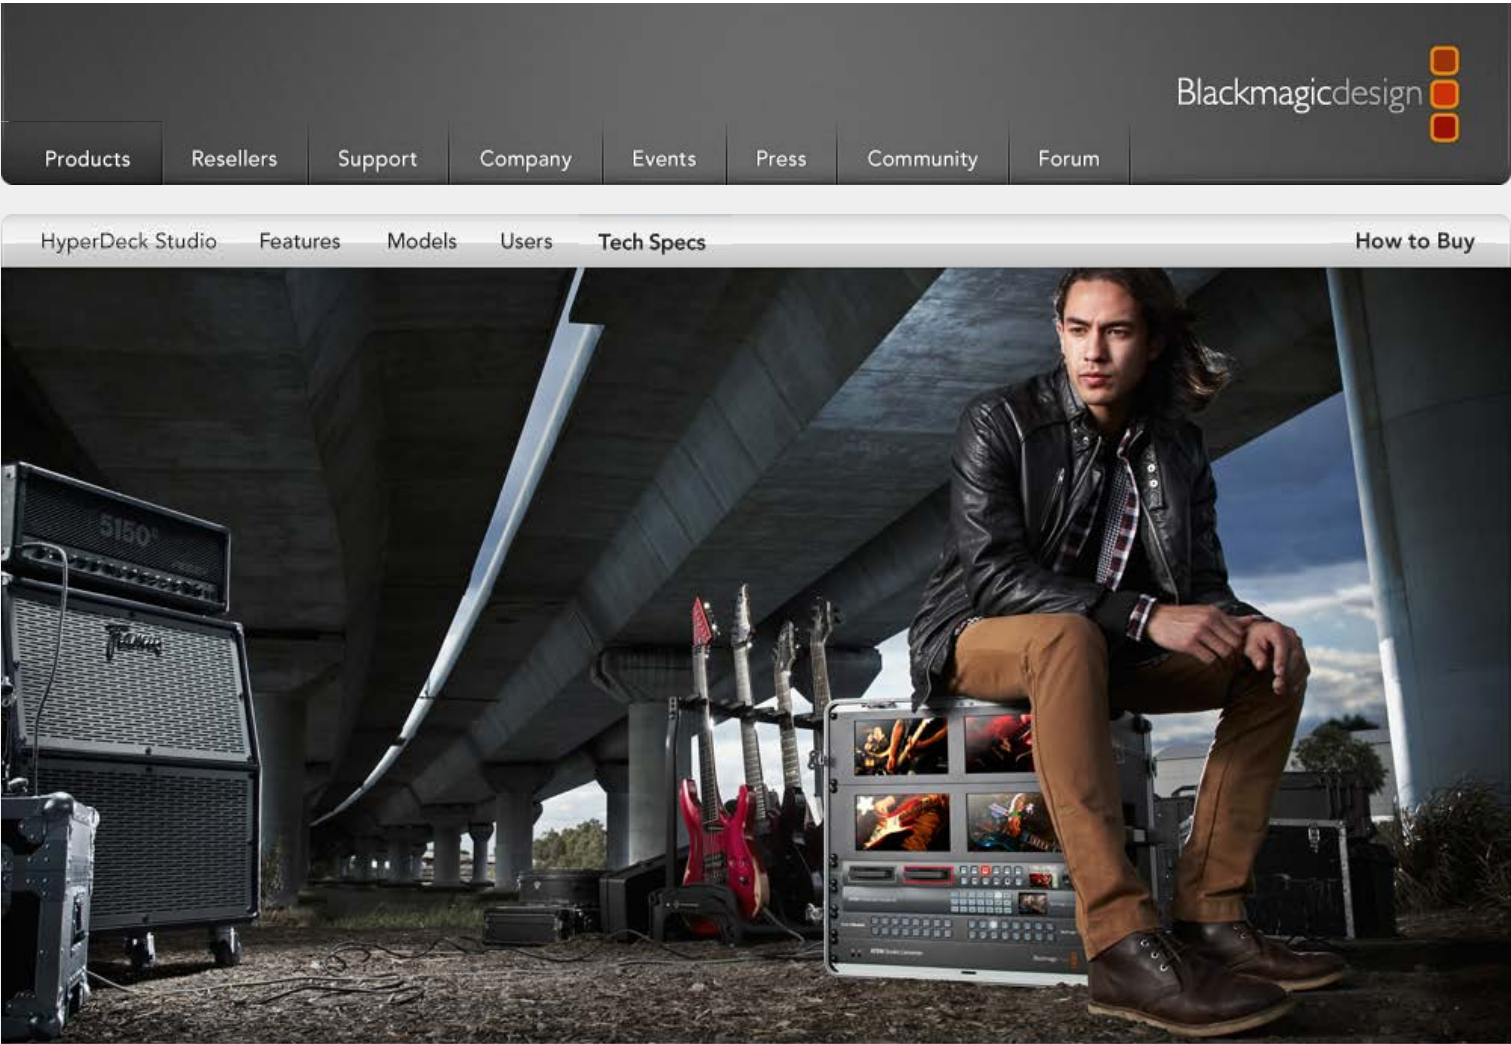 Blackmagicdesign
Products Resellers Support Company Events Press Community Forum
HyperDeck Studio Features Models Users Tech Specs How to Buy
5150
Framus